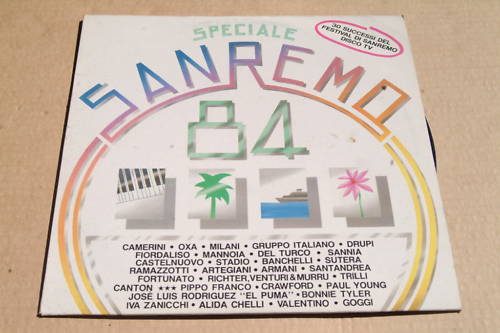 SPECIALE
30 SUCCESSI DEL
FESTIVAL DI SANREMO
DISCO TV
SANREMO
84
CAMERINI • OXA • MILANI • GRUPPO ITALIANO • DRUPI
FIORDALISO • MANNOIA • DEL TURCO • SANNIA
CASTELNUOVO • STADIO • BANCHELLI • SUTERA
RAMAZZOTTI • ARTEGIANI • ARMANI • SANTANDREA
FORTUNATO • RICHTER, VENTURI & MURRU • TRILLI
CANTON *** PIPPO FRANCO • CRAWFORD • PAUL YOUNG
JOSÉ LUIS RODRIGUEZ "EL PUMA" • BONNIE TYLER
IVA ZANICCHI • ALIDA CHELLI • VALENTINO • GOGGI